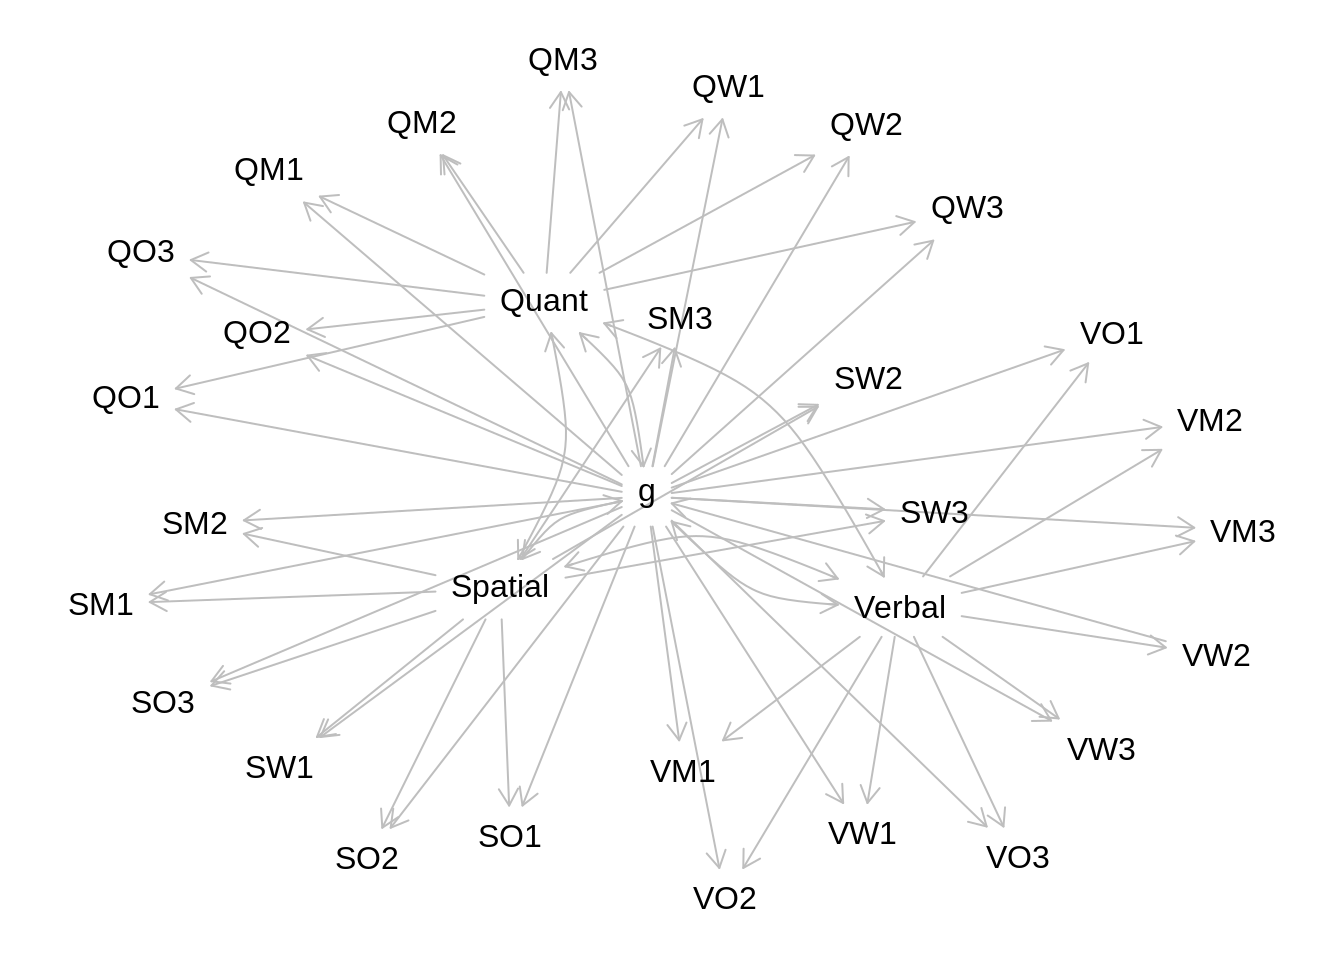 QM3
QW1
QM2
QW2
QM1
QW3
QO3
Quant
SM3
QO2
VO1
SW2
QO1
VM2
g
SW3
SM2
VM3
Spatial
SM1
Verbal
VW2
SO3
VW3
SW1
VM1
VW1
SO1
VO3
SO2
VO2